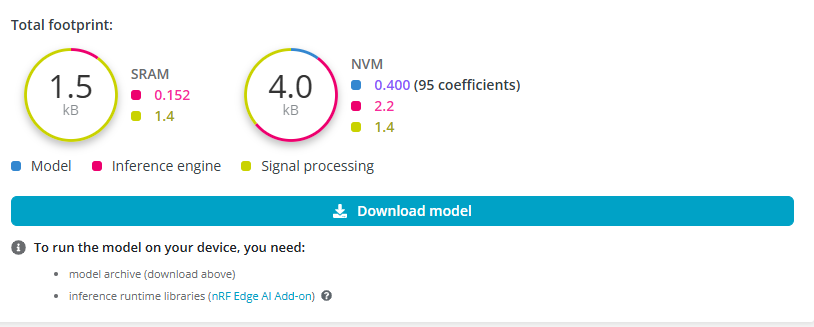 Total footprint:
1.5
kB
SRAM
0.152
1.4
4.0
kB
NVM
0.400 (95 coefficients)
2.2
1.4
Model
Inference engine
Signal processing
Download model
To run the model on your device, you need:
model archive (download above)
inference runtime libraries (nRF Edge AI Add-on) ?